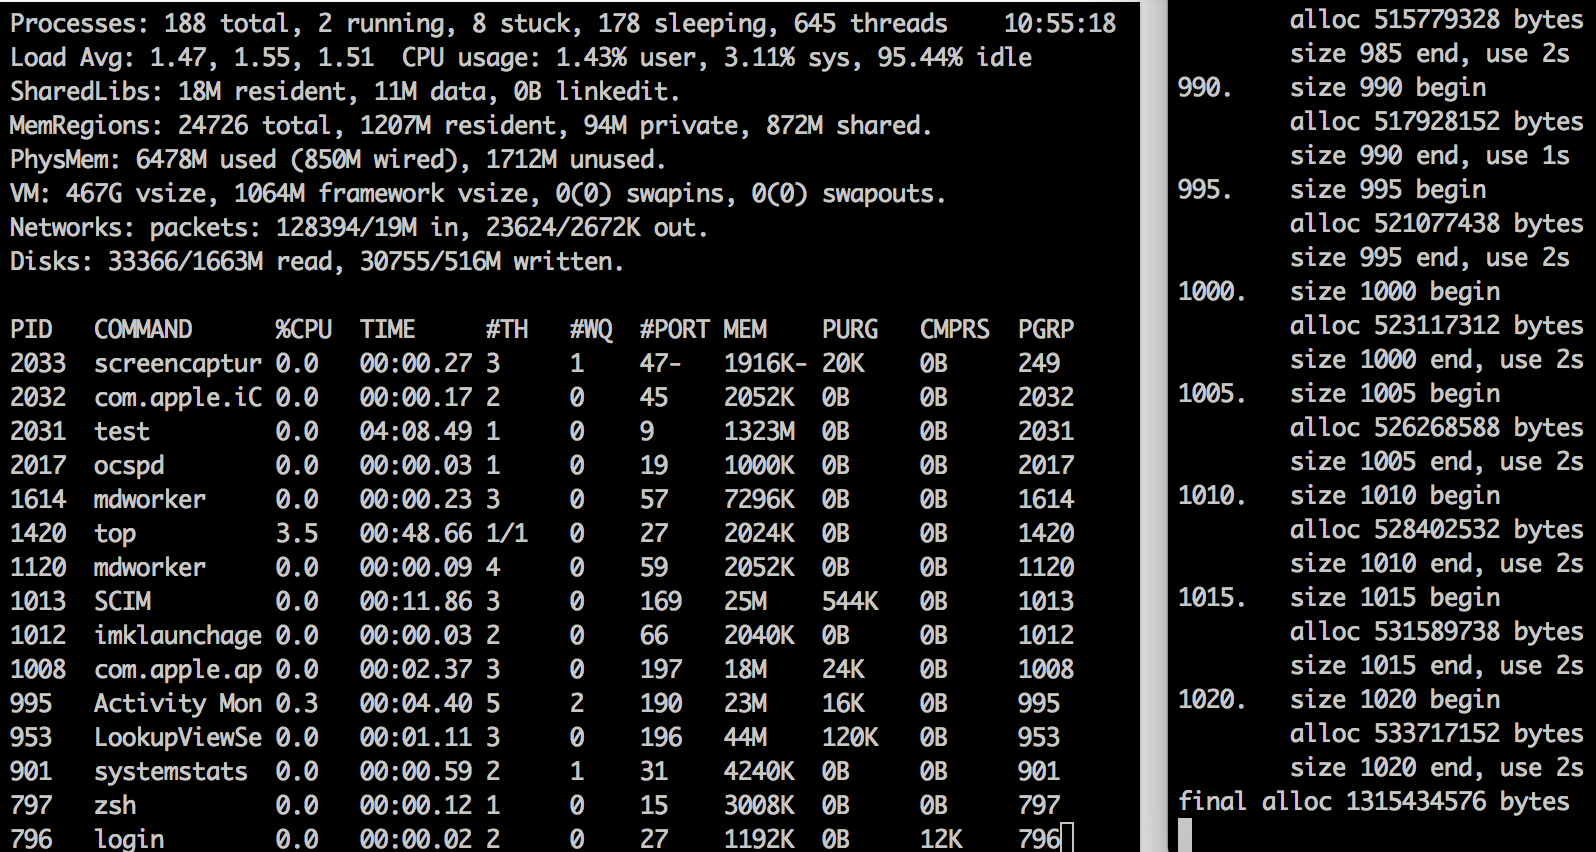 Processes: 188 total, 2 running, 8 stuck, 178 sleeping, 645 threads    10:55:18
Load Avg: 1.47, 1.55, 1.51  CPU usage: 1.43% user, 3.11% sys, 95.44% idle
SharedLibs: 18M resident, 11M data, 0B linkedit.
MemRegions: 24726 total, 1207M resident, 94M private, 872M shared.
PhysMem: 6478M used (850M wired), 1712M unused.
VM: 467G vsize, 1064M framework vsize, 0(0) swapins, 0(0) swapouts.
Networks: packets: 128394/19M in, 23624/2672K out.
Disks: 33366/1663M read, 30755/516M written.
PID   COMMAND      %CPU  TIME     #TH   #WQ  #PORT MEM    PURG   CMPRS  PGRP
2033  screencaptur 0.0   00:00.27 3     1    47-   1916K- 20K    0B     249
2032  com.apple.iC 0.0   00:00.17 2     0    45    2052K  0B     0B     2032
2031  test         0.0   04:08.49 1     0    9     1323M  0B     0B     2031
2017  ocspd        0.0   00:00.03 1     0    19    1000K  0B     0B     2017
1614  mdworker     0.0   00:00.23 3     0    57    7296K  0B     0B     1614
1420  top          3.5   00:48.66 1/1   0    27    2024K  0B     0B     1420
1120  mdworker     0.0   00:00.09 4     0    59    2052K  0B     0B     1120
1013  SCIM         0.0   00:11.86 3     0    169   25M    544K   0B     1013
1012  imklaunchage 0.0   00:00.03 2     0    66    2040K  0B     0B     1012
1008  com.apple.ap 0.0   00:02.37 3     0    197   18M    24K    0B     1008
995   Activity Mon 0.3   00:04.40 5     2    190   23M    16K    0B     995
953   LookupViewSe 0.0   00:01.11 3     0    196   44M    120K   0B     953
901   systemstats  0.0   00:00.59 2     1    31    4240K  0B     0B     901
797   zsh          0.0   00:00.12 1     0    15    3008K  0B     0B     797
796   login        0.0   00:00.02 2     0    27    1192K  0B     12K    796
alloc 515779328 bytes
size 985 end, use 2s
990.    size 990 begin
alloc 517928152 bytes
size 990 end, use 1s
995.    size 995 begin
alloc 521077438 bytes
size 995 end, use 2s
1000.   size 1000 begin
alloc 523117312 bytes
size 1000 end, use 2s
1005.   size 1005 begin
alloc 526268588 bytes
size 1005 end, use 2s
1010.   size 1010 begin
alloc 528402532 bytes
size 1010 end, use 2s
1015.   size 1015 begin
alloc 531589738 bytes
size 1015 end, use 2s
1020.   size 1020 begin
alloc 533717152 bytes
size 1020 end, use 2s
final alloc 1315434576 bytes